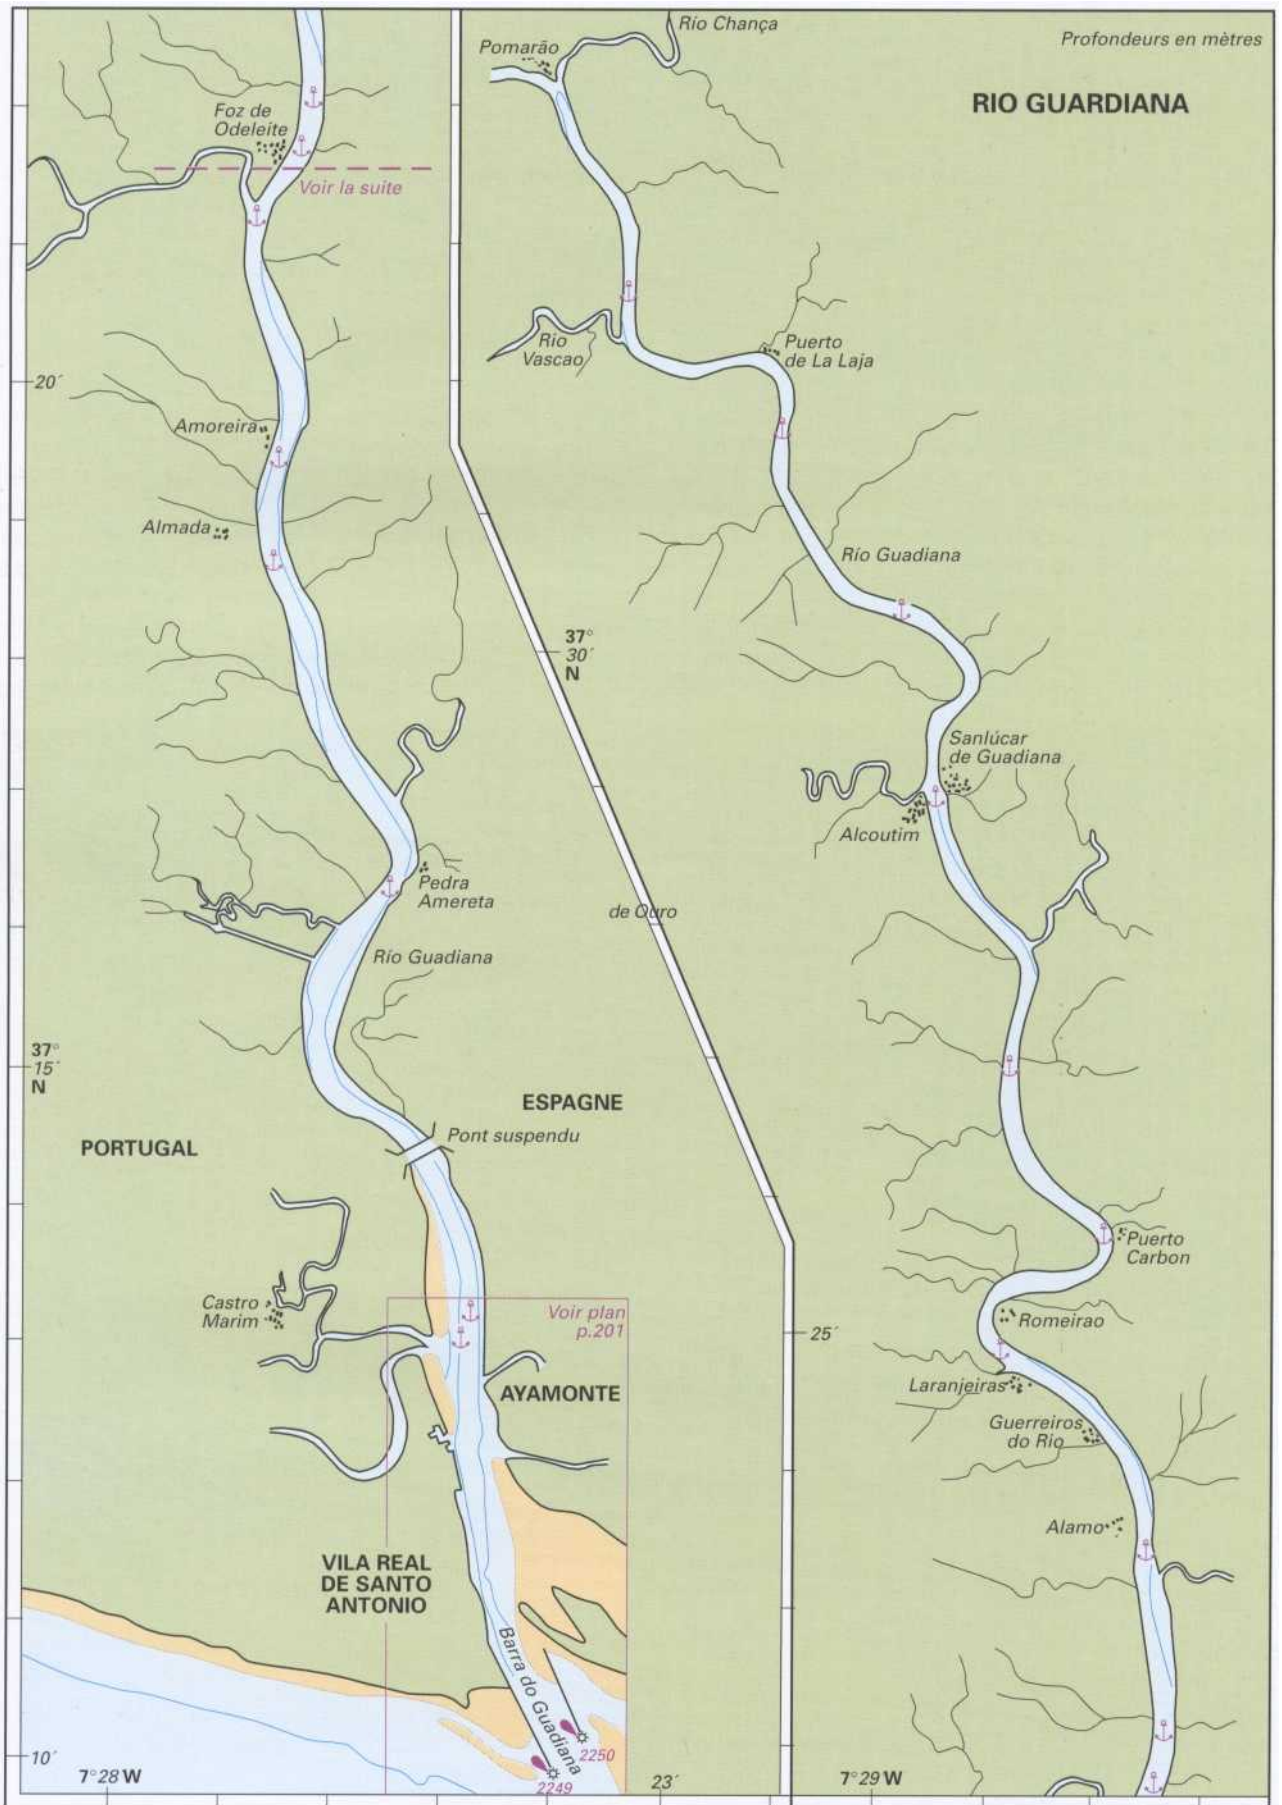 Profondeurs en mètres
RIO GUARDIANA
Río Chança
Pomarão
Foz de
Odeleite
Voir la suite
Rio
Vascao
Puerto
de La Laja
20´
Amoreira
Almada
Río Guadiana
37°
30´
N
Sanlúcar
de Guadiana
Alcoutim
Pedra
Amereta
de Ouro
Río Guadiana
37°
15´
N
ESPAGNE
PORTUGAL
Pont suspendu
Puerto
Carbon
Castro
Marim
Voir plan
p.201
25´
Romeirao
AYAMONTE
Laranjeiras
Guerreiros
do Rio
Alamo
VILA REAL
DE SANTO
ANTONIO
Barra do Guadiana
2250
2249
10´
7°28 W
23´
7°29 W